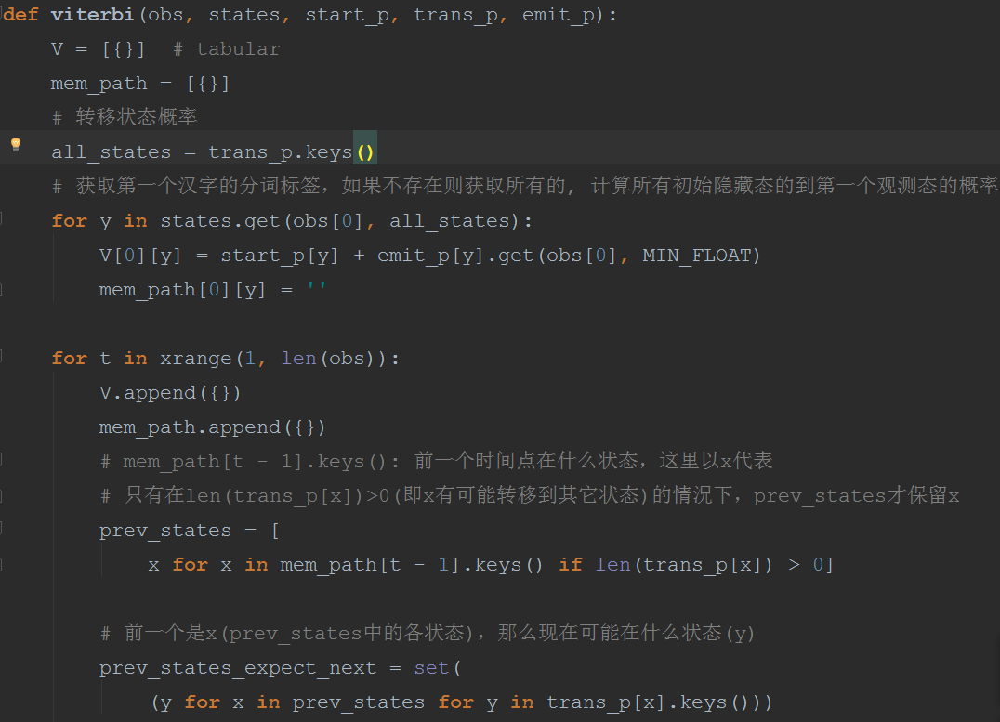 def viterbi(obs, states, start_p, trans_p, emit_p):
    V = [{}]  # tabular
    mem_path = [{}]
    # 转移状态概率
    all_states = trans_p.keys()
    # 获取第一个汉字的分词标签，如果不存在则获取所有的, 计算所有初始隐藏态的到第一个观测态的概率
    for y in states.get(obs[0], all_states):
        V[0][y] = start_p[y] + emit_p[y].get(obs[0], MIN_FLOAT)
        mem_path[0][y] = ''
    for t in xrange(1, len(obs)):
        V.append({})
        mem_path.append({})
        # mem_path[t - 1].keys(): 前一个时间点在什么状态，这里以x代表
        # 只有在len(trans_p[x])>0(即x有可能转移到其它状态)的情况下，prev_states才保留x
        prev_states = [
            x for x in mem_path[t - 1].keys() if len(trans_p[x]) > 0]
        # 前一个是x(prev_states中的各状态)，那么现在可能在什么状态(y)
        prev_states_expect_next = set(
            (y for x in prev_states for y in trans_p[x].keys()))